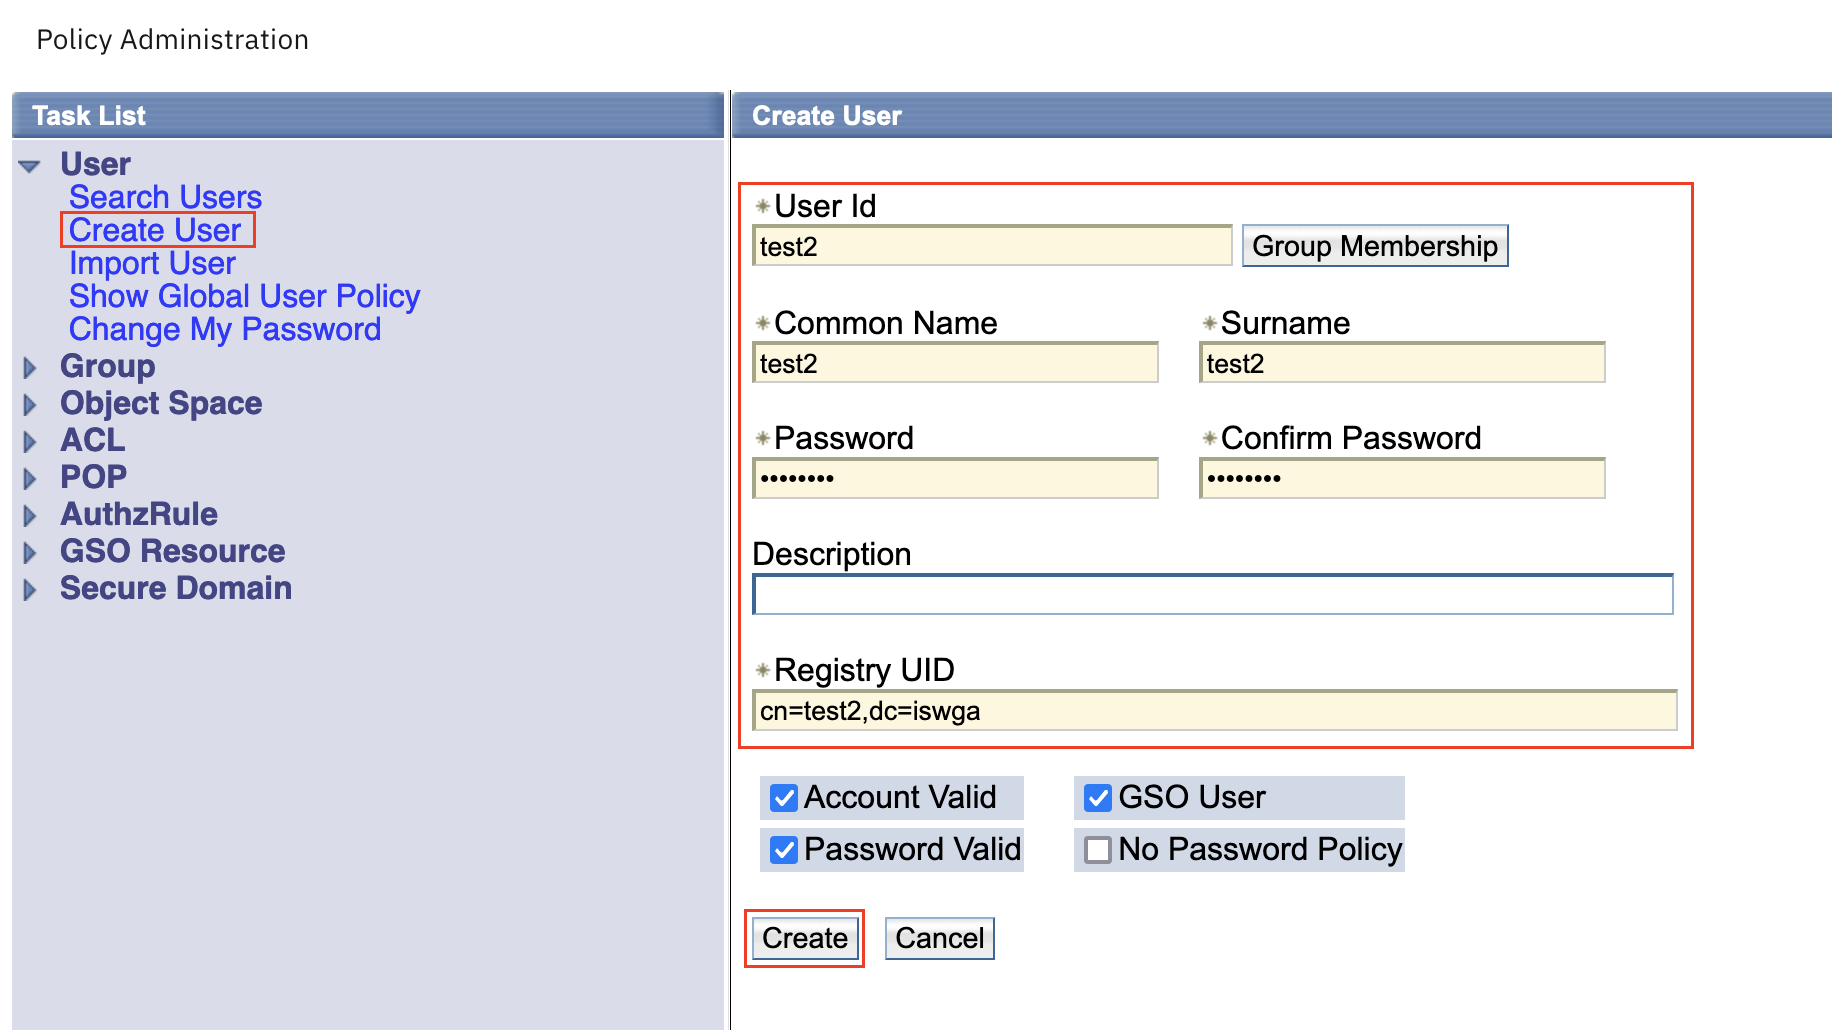 Policy Administration
Task List
User
Search Users
Create User
Import User
Show Global User Policy
Change My Password
Group
Object Space
ACL
POP
AuthzRule
GSO Resource
Secure Domain
Create User
*User Id
test2
Group Membership
*Common Name *Surname
test2 test2
*Password *Confirm Password
•••••••• ••••••••
Description
*Registry UID
cn=test2,dc=iswga
Account Valid GSO User
Password Valid No Password Policy
Create Cancel